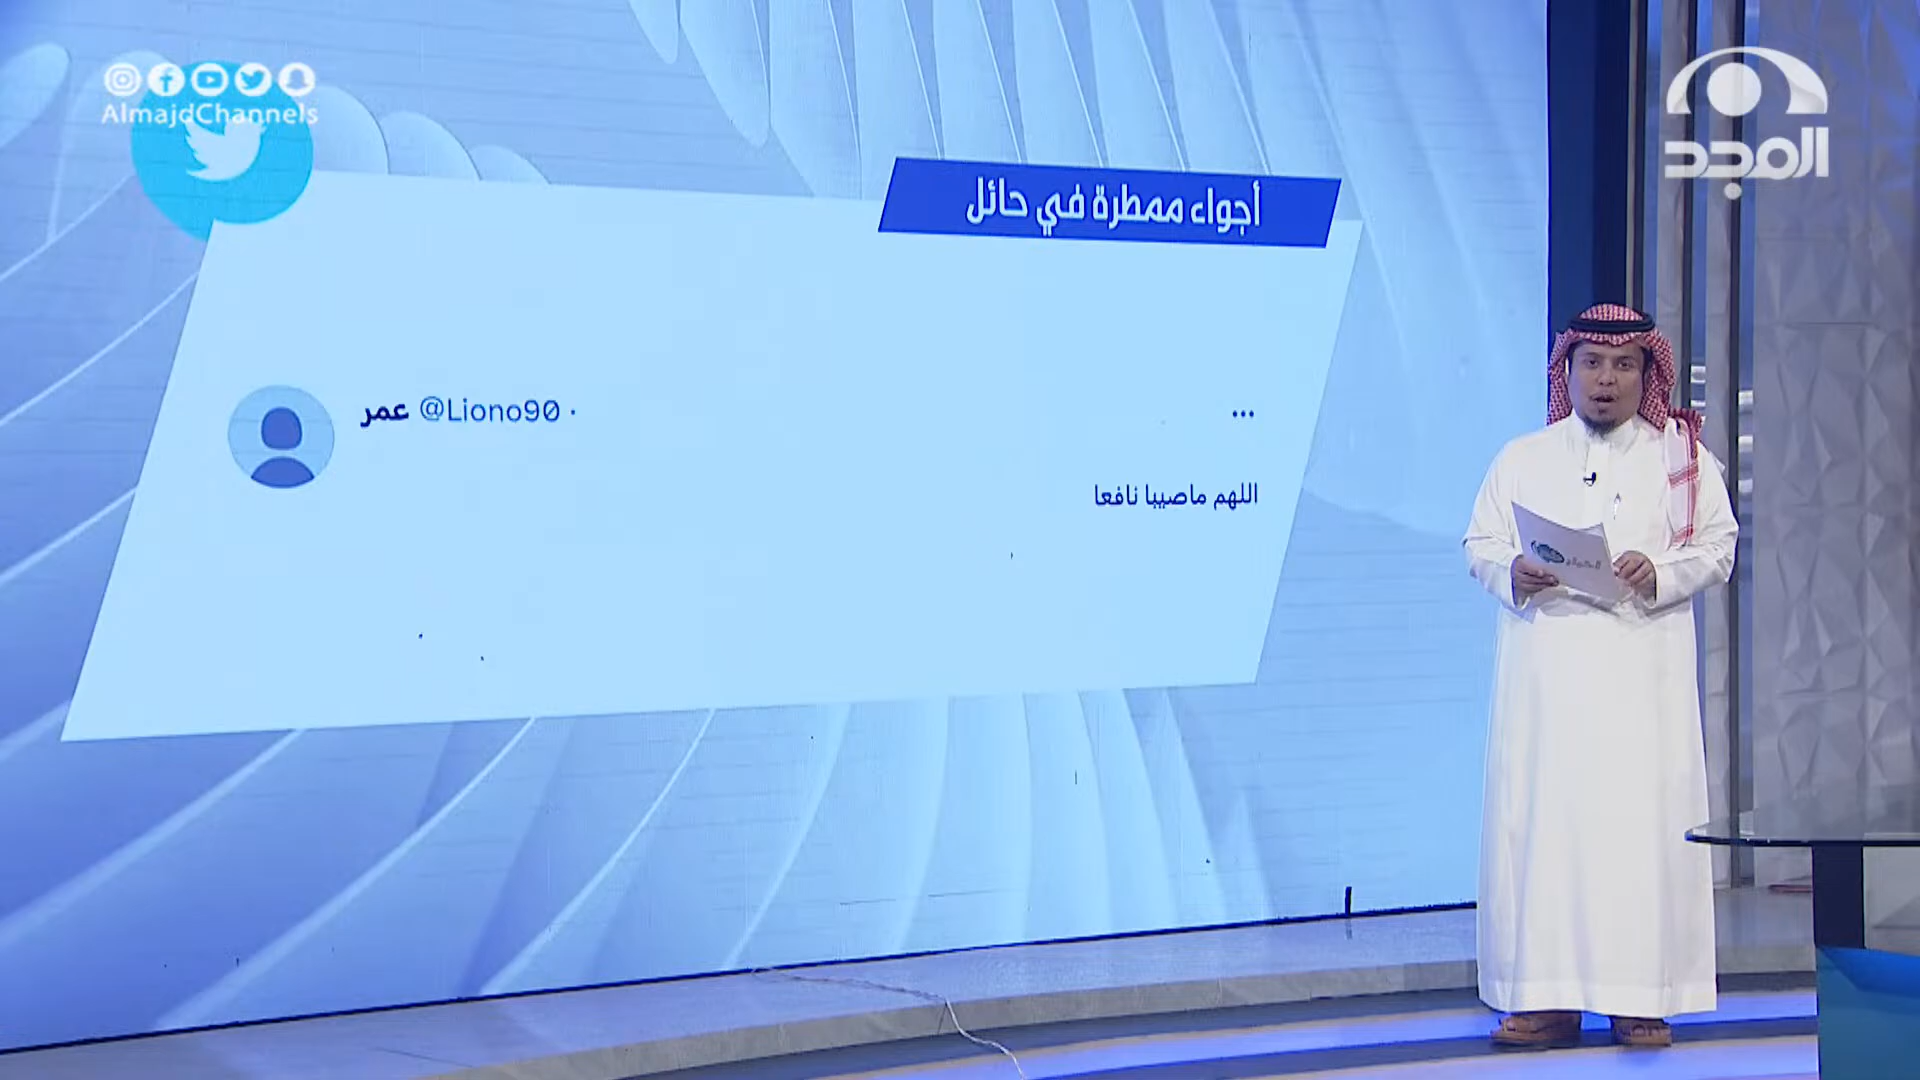 AlmajdChannels
المجد
أجواء ممطرة في حائل
عمر @Liono90 ·
...
اللهم ماصيبا نافعا